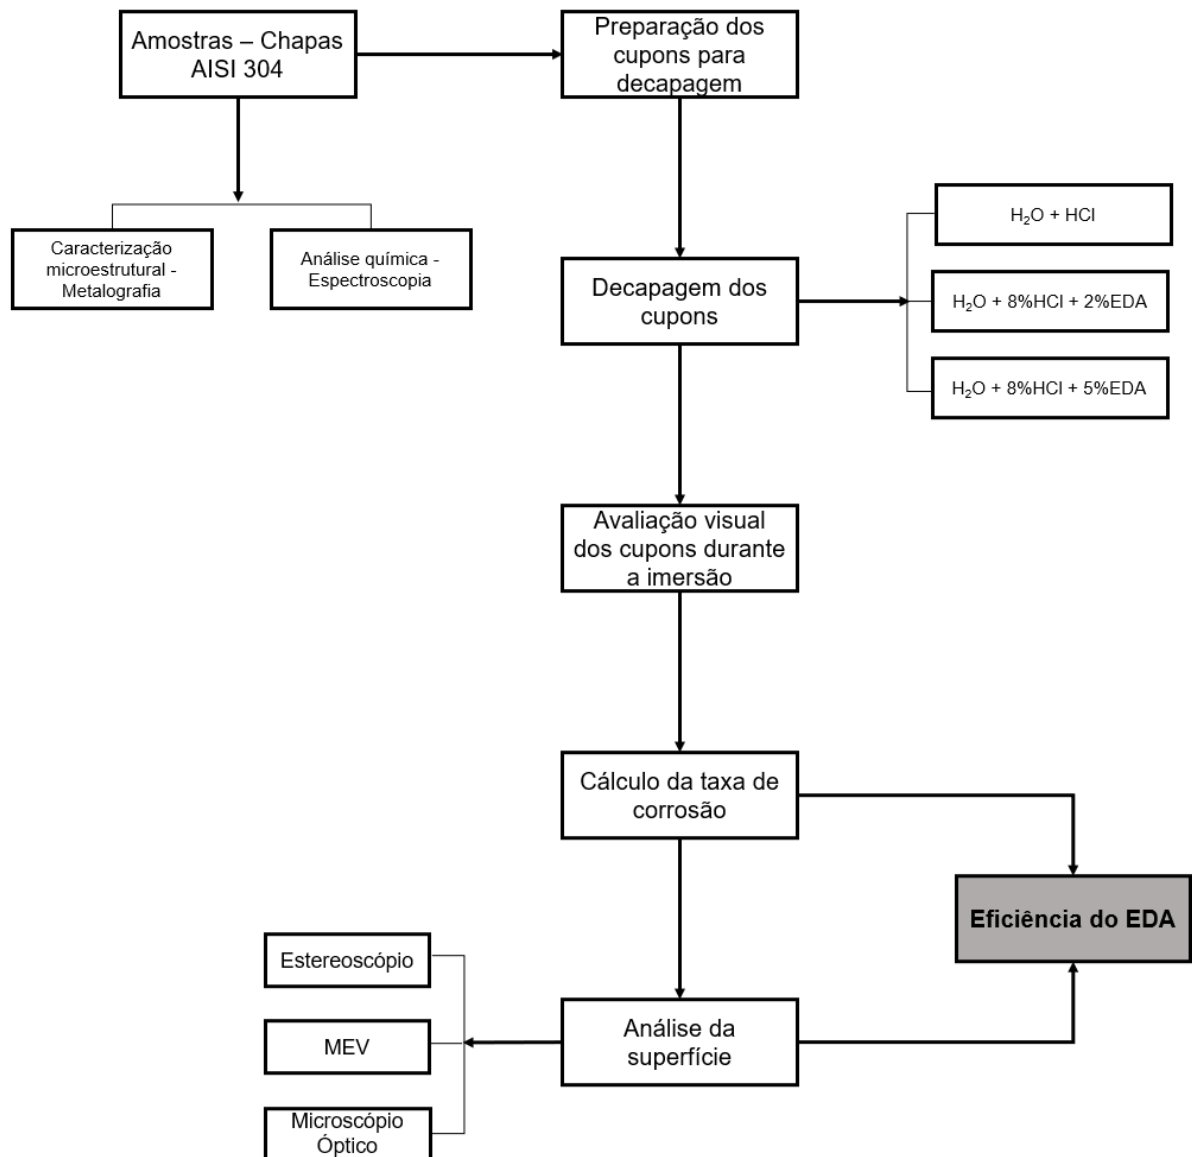 Amostras – Chapas
AISI 304
Preparação dos
cupons para
decapagem
Caracterização
microestrutural -
Metalografia
Análise química -
Espectroscopia
Decapagem dos
cupons
H₂O + HCl
H₂O + 8%HCl + 2%EDA
H₂O + 8%HCl + 5%EDA
Avaliação visual
dos cupons durante
a imersão
Cálculo da taxa de
corrosão
Eficiência do EDA
Análise da
superfície
Estereoscópio
MEV
Microscópio
Óptico